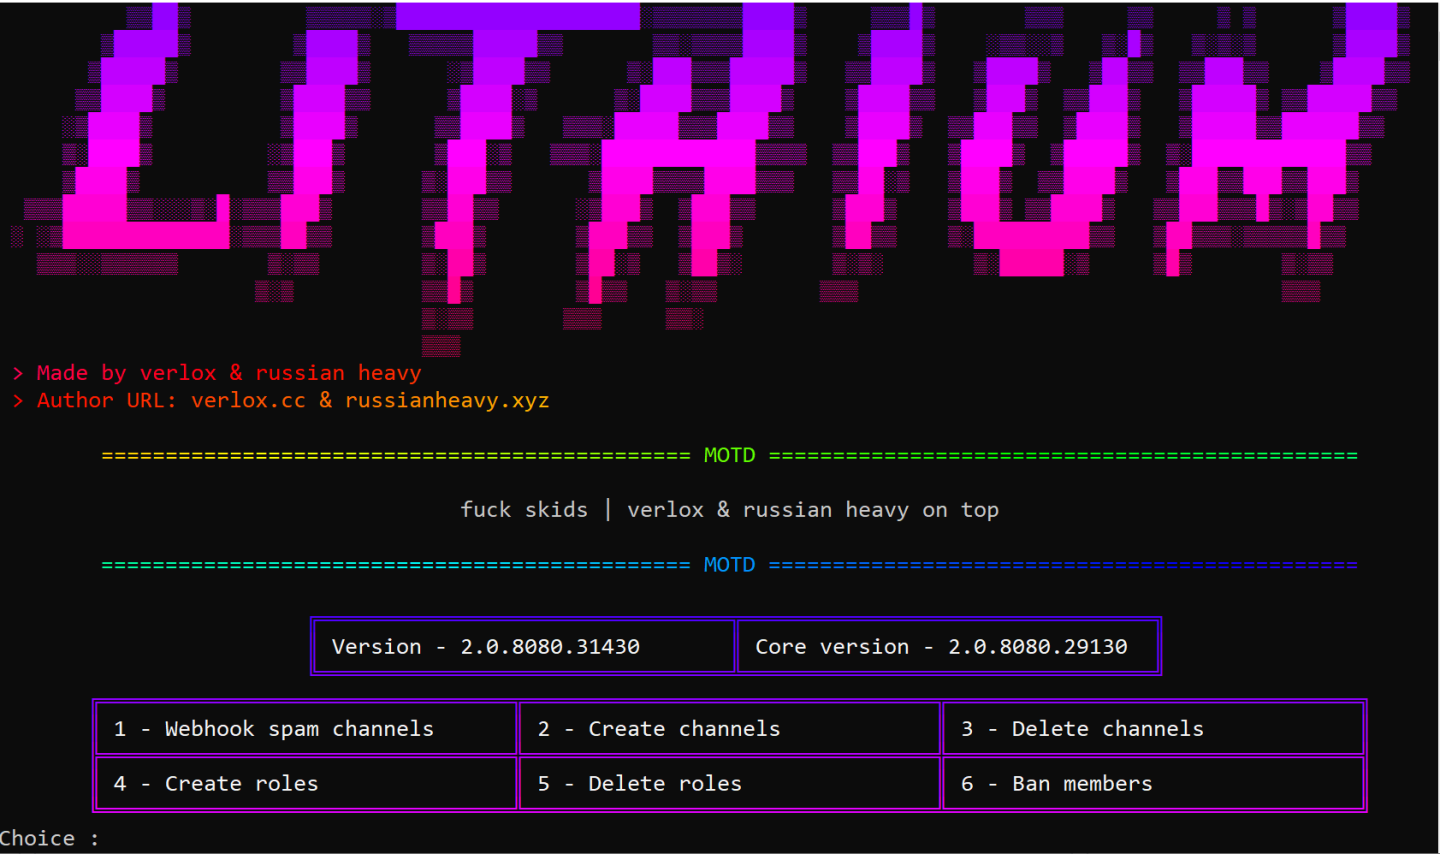 LITHIUM
> Made by verlox & russian heavy
> Author URL: verlox.cc & russianheavy.xyz
============================================== MOTD ==============================================
fuck skids | verlox & russian heavy on top
============================================== MOTD ==============================================
Version - 2.0.8080.31430 Core version - 2.0.8080.29130
1 - Webhook spam channels 2 - Create channels 3 - Delete channels
4 - Create roles 5 - Delete roles 6 - Ban members
Choice :